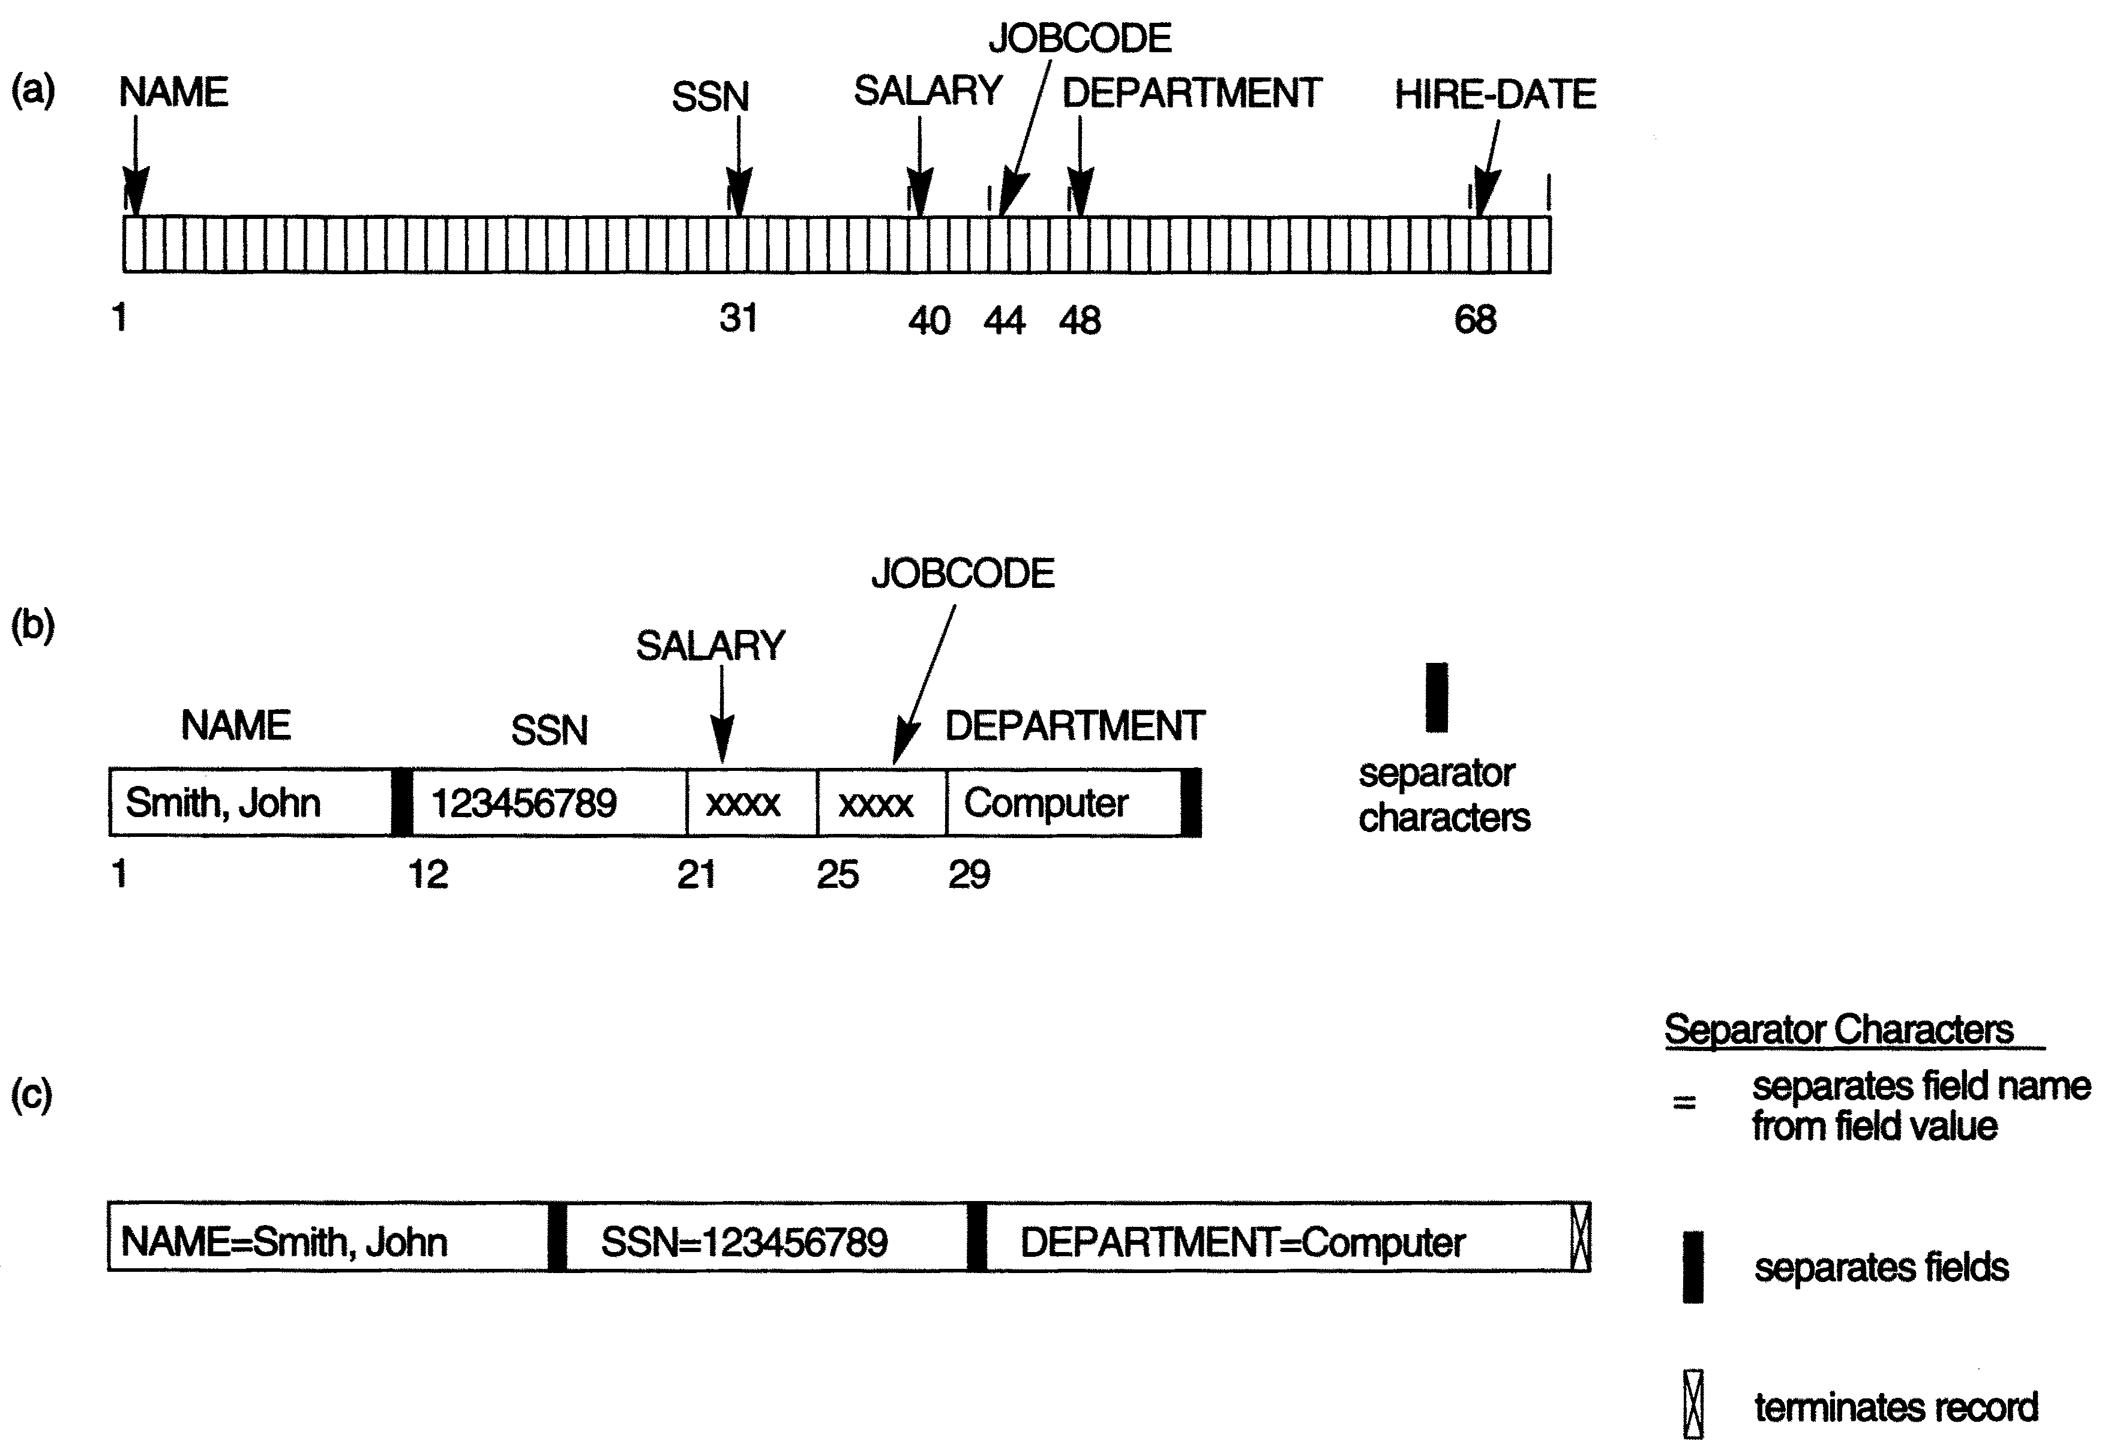 JOBCODE
(a) NAME SSN SALARY DEPARTMENT HIRE-DATE
1 31 40 44 48 68
JOBCODE
(b)
SALARY
NAME SSN DEPARTMENT
Smith, John 123456789 xxxx xxxx Computer
1 12 21 25 29
separator
characters
Separator Characters
(c)
= separates field name
from field value
NAME=Smith, John SSN=123456789 DEPARTMENT=Computer
separates fields
terminates record